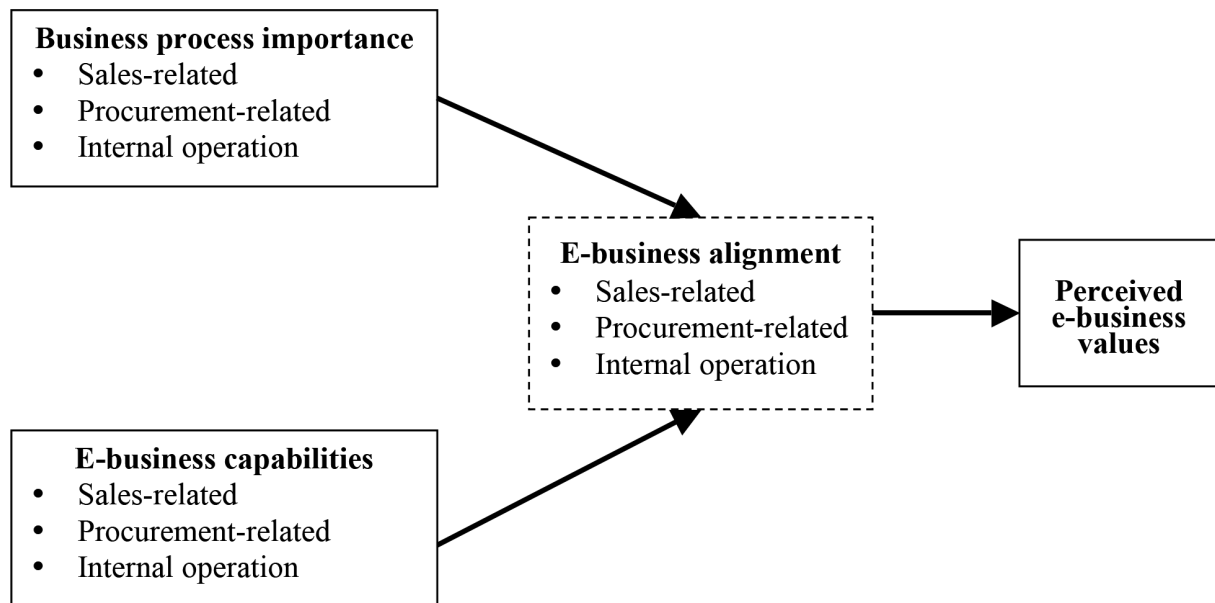 Business process importance
• Sales-related
• Procurement-related
• Internal operation
E-business alignment
• Sales-related
• Procurement-related
• Internal operation
Perceived
e-business
values
E-business capabilities
• Sales-related
• Procurement-related
• Internal operation